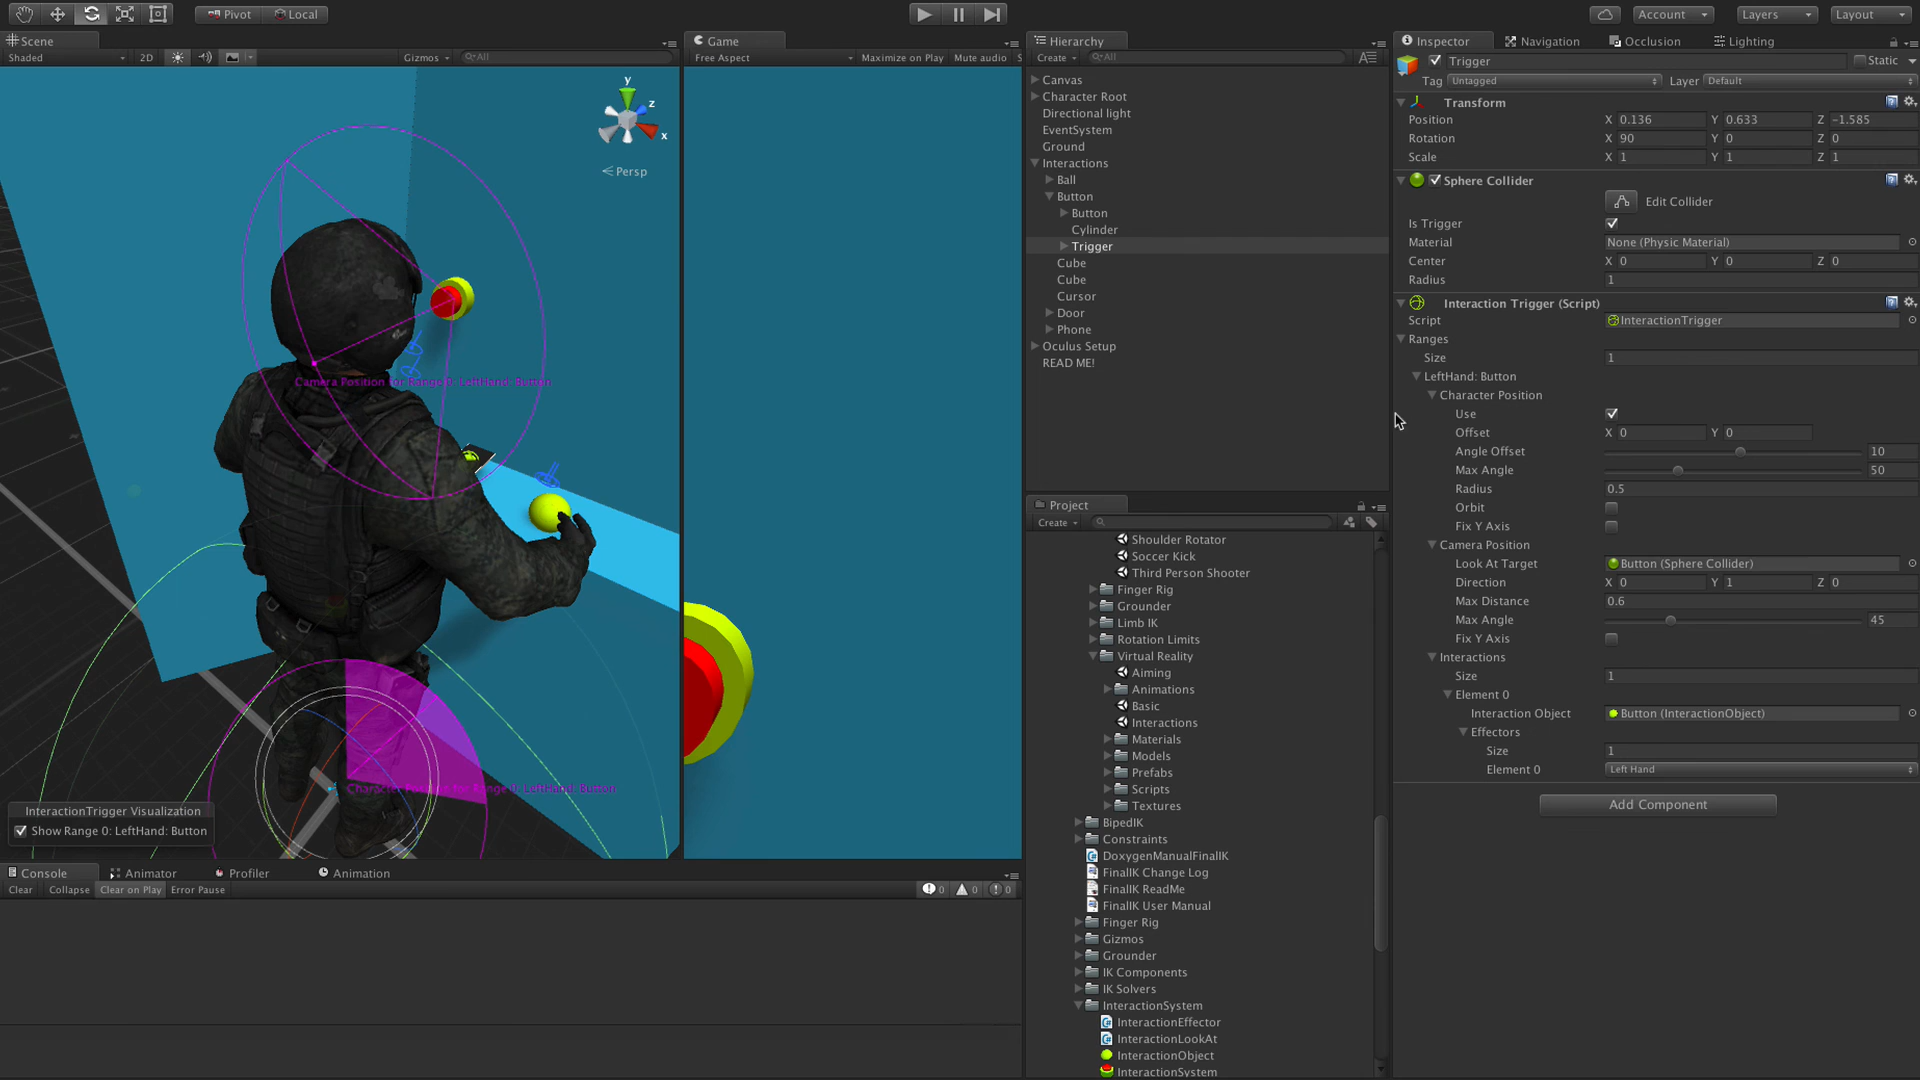 Pivot
Local
Account
Layers
Layout
Scene
Shaded
2D
Gizmos
All
y
z
x
Persp
Camera Position for Range 0: LeftHand: Button
Character Position for Range 0: LeftHand: Button
InteractionTrigger Visualization
Show Range 0: LeftHand: Button
Game
Free Aspect
Maximize on Play
Mute audio
S
Console
Animator
Profiler
Animation
Clear
Collapse
Clear on Play
Error Pause
0
0
0
Hierarchy
Create
All
Canvas
Character Root
Directional light
EventSystem
Ground
Interactions
Ball
Button
Button
Cylinder
Trigger
Cube
Cube
Cursor
Door
Phone
Oculus Setup
READ ME!
Project
Create
Shoulder Rotator
Soccer Kick
Third Person Shooter
Finger Rig
Grounder
Limb IK
Rotation Limits
Virtual Reality
Aiming
Animations
Basic
Interactions
Materials
Models
Prefabs
Scripts
Textures
BipedIK
Constraints
DoxygenManualFinalIK
FinalIK Change Log
FinalIK ReadMe
FinalIK User Manual
Finger Rig
Gizmos
Grounder
IK Components
IK Solvers
InteractionSystem
InteractionEffector
InteractionLookAt
InteractionObject
InteractionSystem
Inspector
Navigation
Occlusion
Lighting
Trigger
Static
Tag Untagged Layer Default
Transform
Position X 0.136 Y 0.633 Z -1.585
Rotation X 90 Y 0 Z 0
Scale X 1 Y 1 Z 1
Sphere Collider
Edit Collider
Is Trigger
Material None (Physic Material)
Center X 0 Y 0 Z 0
Radius 1
Interaction Trigger (Script)
Script InteractionTrigger
Ranges
Size 1
LeftHand: Button
Character Position
Use
Offset X 0 Y 0
Angle Offset 10
Max Angle 50
Radius 0.5
Orbit
Fix Y Axis
Camera Position
Look At Target Button (Sphere Collider)
Direction X 0 Y 1 Z 0
Max Distance 0.6
Max Angle 45
Fix Y Axis
Interactions
Size 1
Element 0
Interaction Object Button (InteractionObject)
Effectors
Size 1
Element 0 Left Hand
Add Component